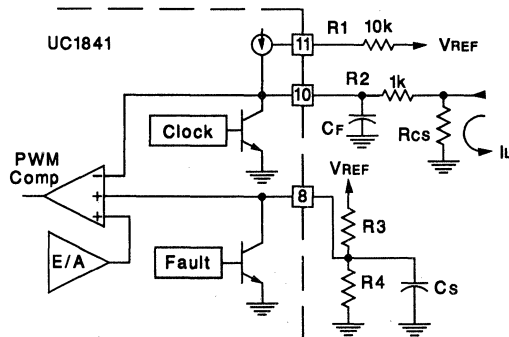 UC1841
11
R1
10k
VREF
10
R2
1k
CF
RCS
IL
Clock
PWM
Comp
−
+
+
8
VREF
R3
E/A
Fault
R4
CS